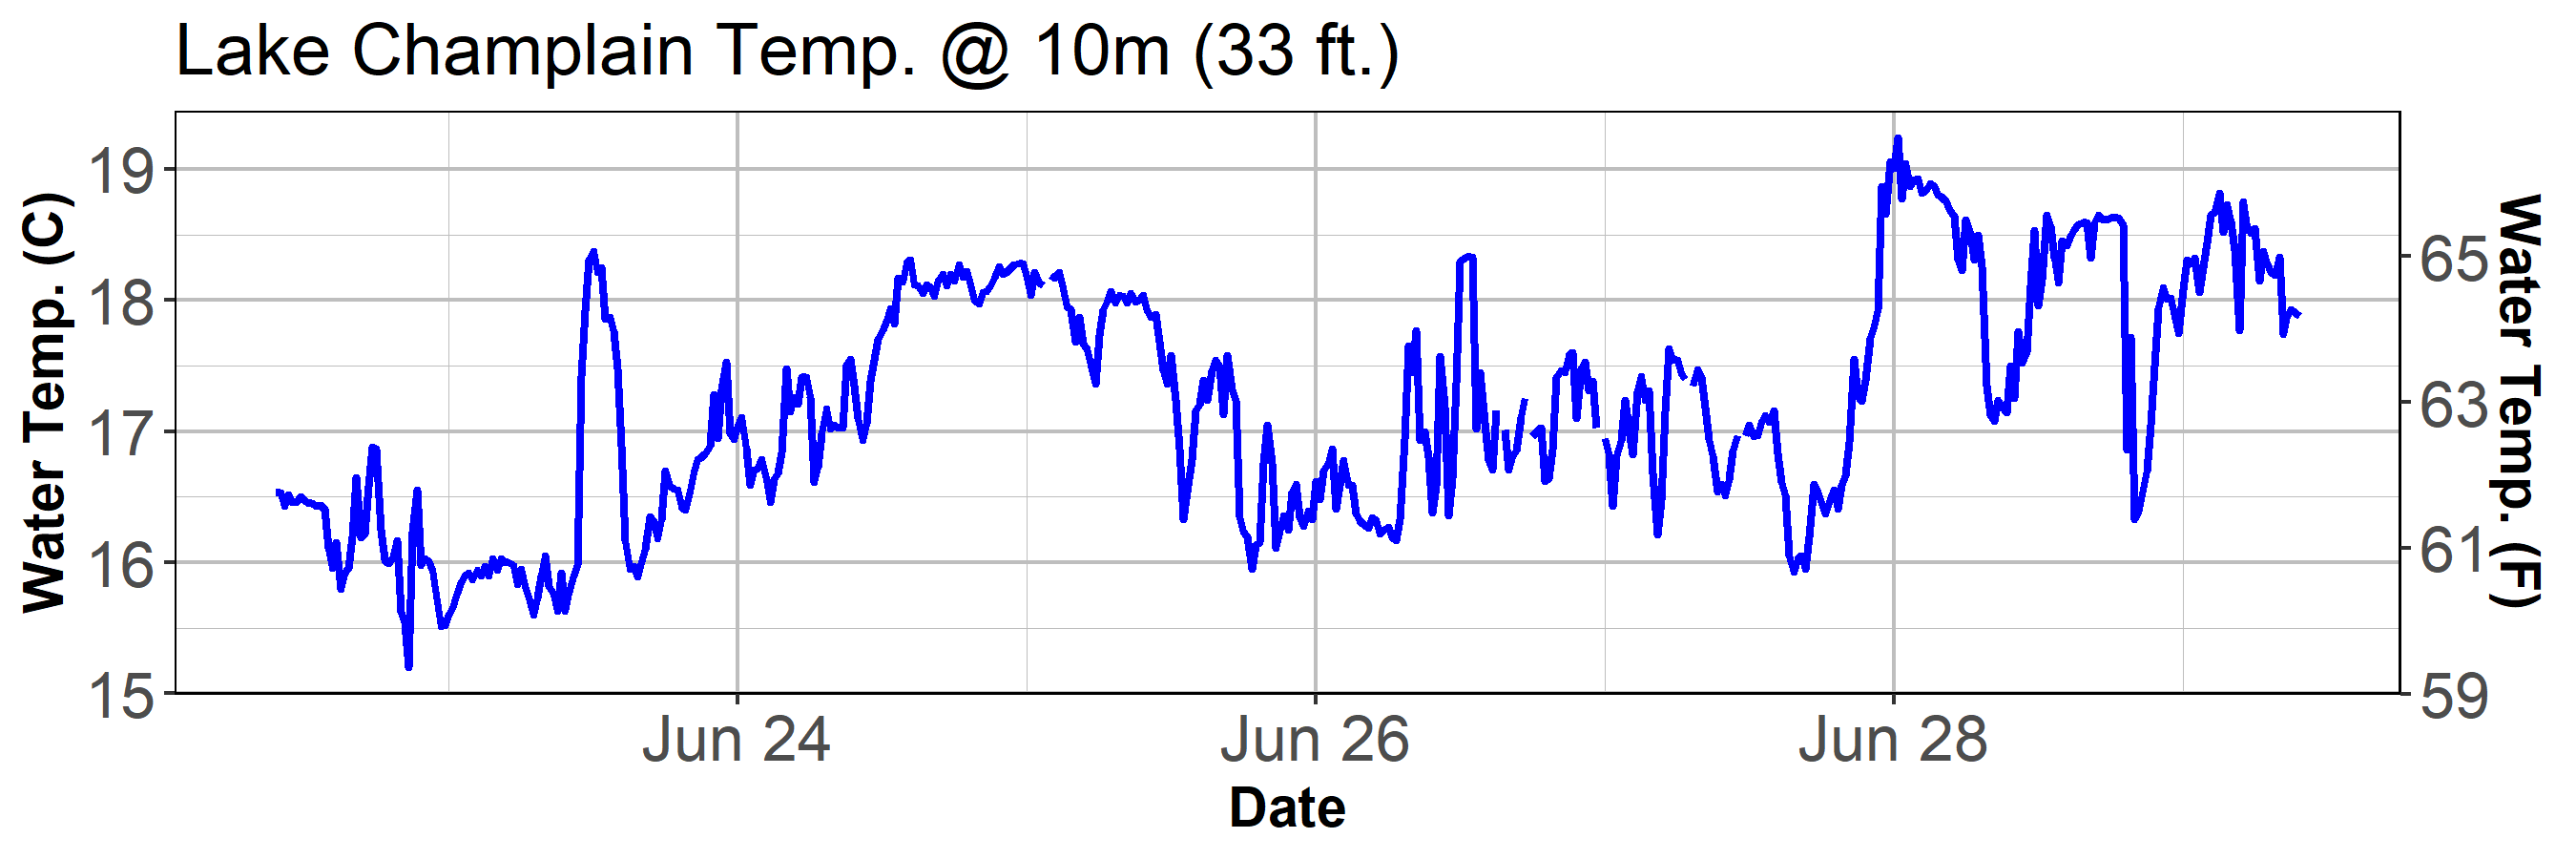 Lake Champlain Temp. @ 10m (33 ft.)
Water Temp. (C)
19
18
17
16
15
Water Temp. (F)
65
63
61
59
Jun 24 Jun 26 Jun 28
Date